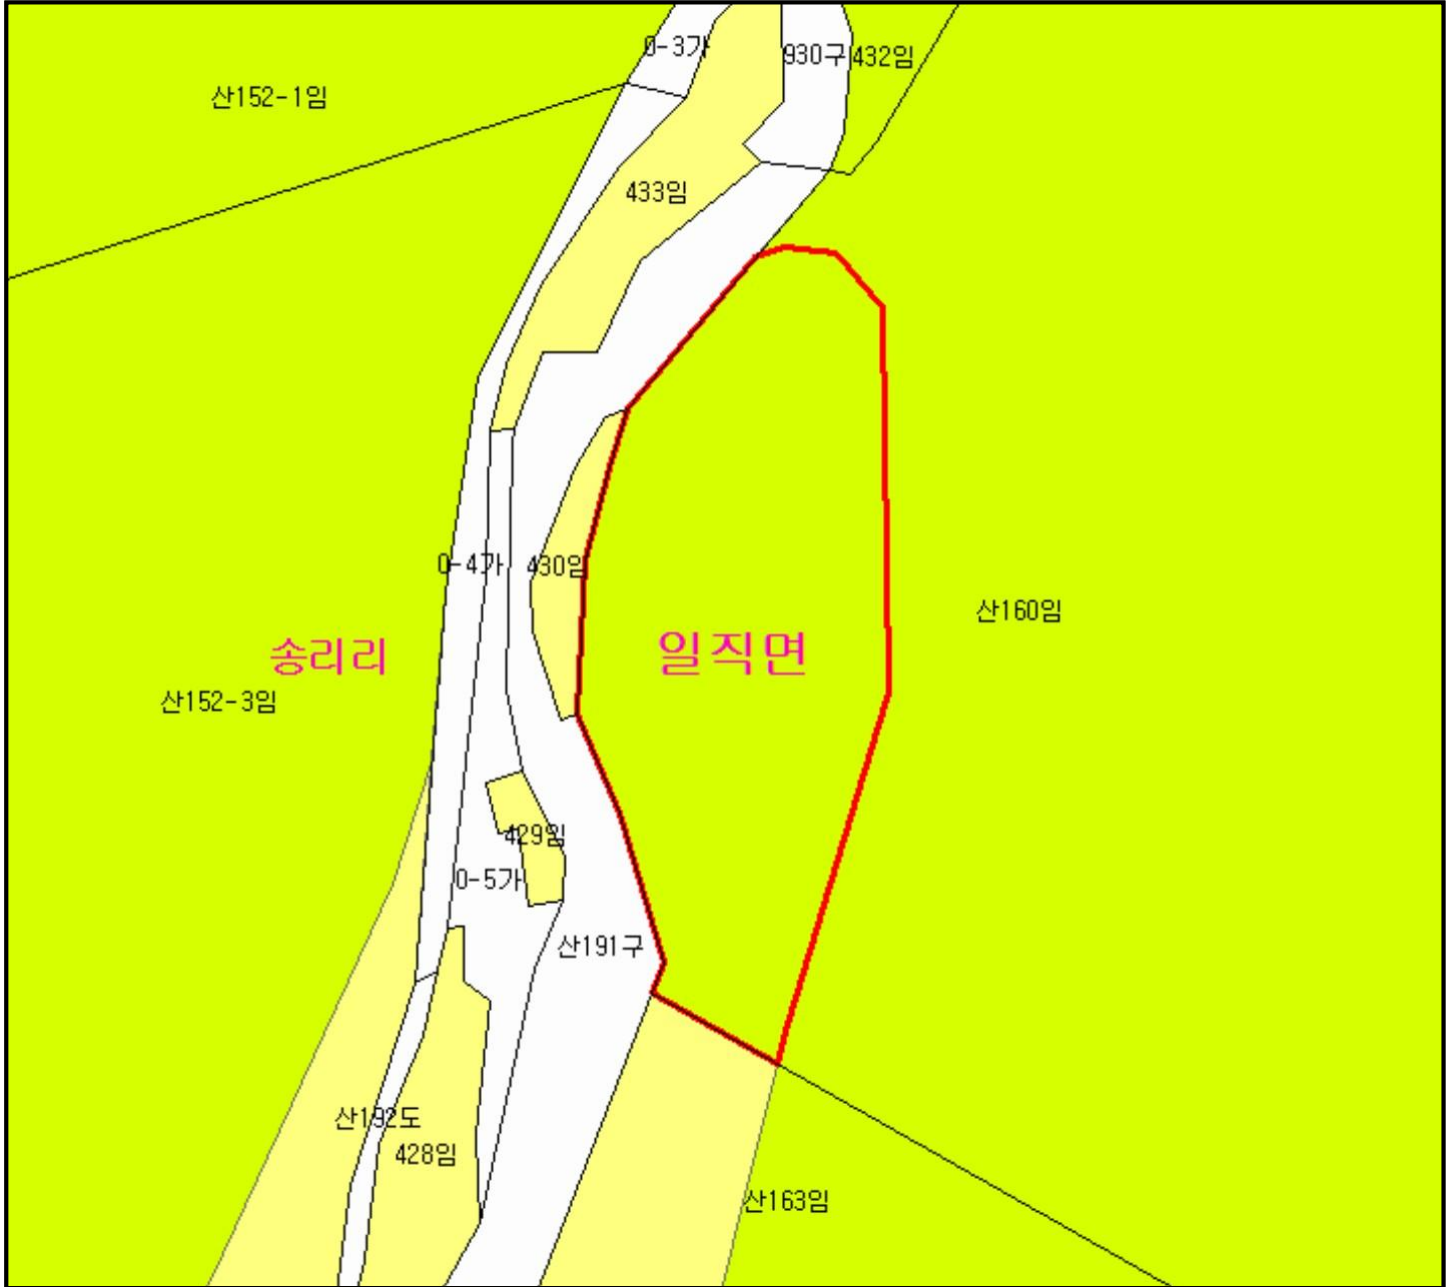 0-3가
930구
432임
산152-1임
433임
0-4가
430임
산160임
송리리
일직면
산152-3임
429임
0-5가
산191구
산192도
428임
산163임